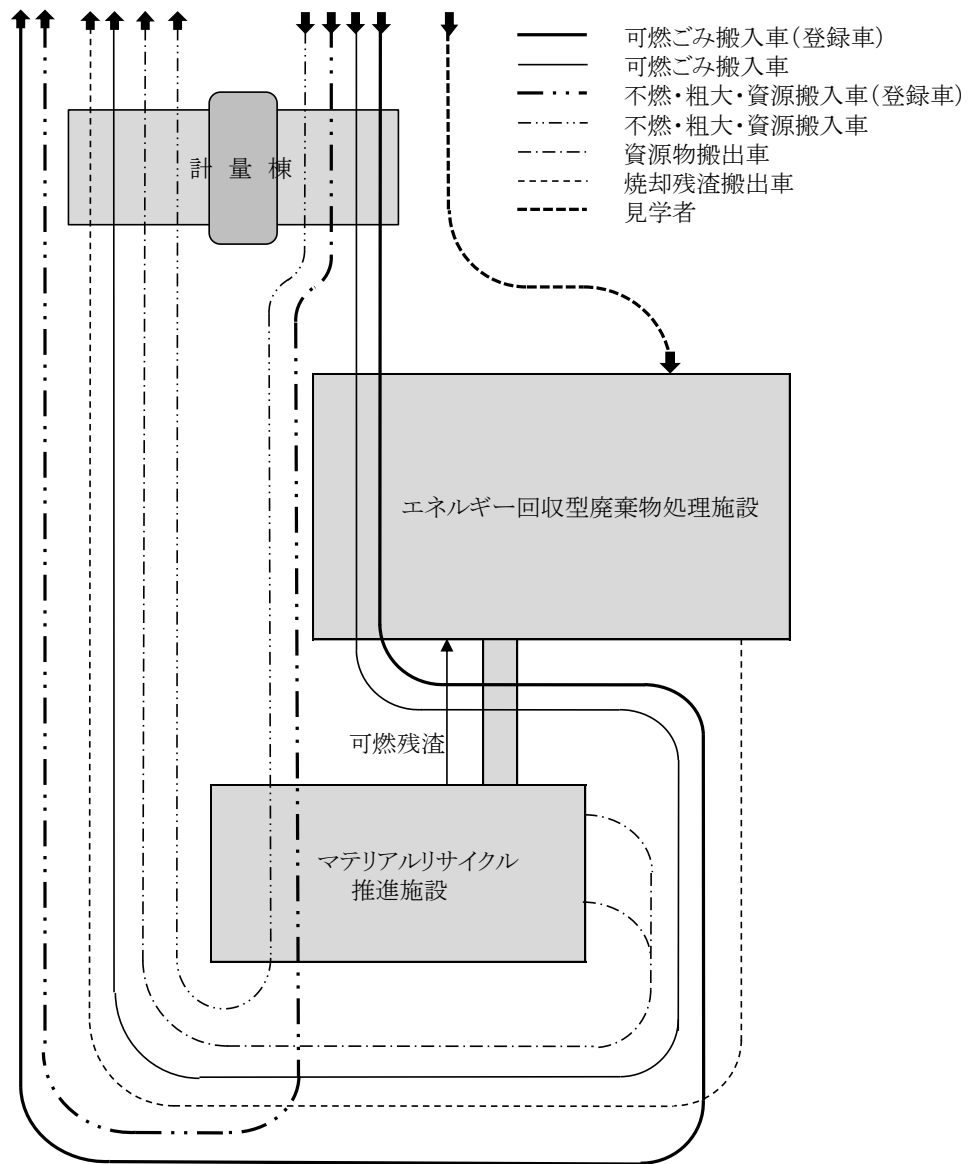 可燃ごみ搬入車(登録車)
可燃ごみ搬入車
不燃・粗大・資源搬入車(登録車)
不燃・粗大・資源搬入車
資源物搬出車
焼却残渣搬出車
見学者
計量棟
エネルギー回収型廃棄物処理施設
可燃残渣
マテリアルリサイクル
推進施設